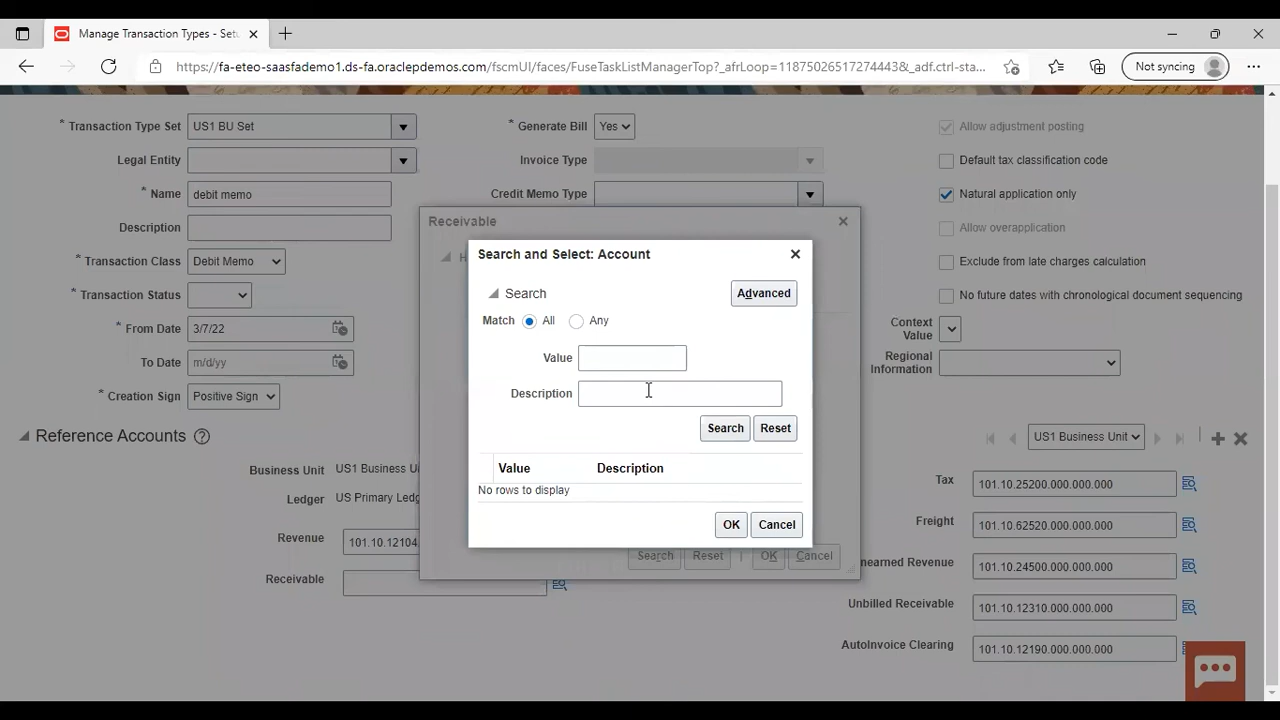 Manage Transaction Types - Setu
https://fa-eteo-saasfademo1.ds-fa.oraclepdemos.com/fscmUI/faces/FuseTaskListManagerTop?_afrLoop=11875026517274443&_adf.ctrl-sta...
Not syncing
* Transaction Type Set US1 BU Set
* Generate Bill Yes
Allow adjustment posting
Legal Entity
Invoice Type
Default tax classification code
* Name debit memo
Credit Memo Type
Natural application only
Description
Receivable
Allow overapplication
* Transaction Class Debit Memo
Search and Select: Account
Exclude from late charges calculation
* Transaction Status
Search
Advanced
No future dates with chronological document sequencing
* From Date 3/7/22
Match All Any
Context
Value
To Date m/d/yy
Value
Regional
Information
* Creation Sign Positive Sign
Description
Search Reset
Reference Accounts
US1 Business Unit
Business Unit US1 Business U
Value Description
No rows to display
Tax 101.10.25200.000.000.000
Ledger US Primary Ledg
OK Cancel
Freight 101.10.62520.000.000.000
Revenue 101.10.12104
Search Reset OK Cancel
nearned Revenue 101.10.24500.000.000.000
Receivable
Unbilled Receivable 101.10.12310.000.000.000
AutoInvoice Clearing 101.10.12190.000.000.000